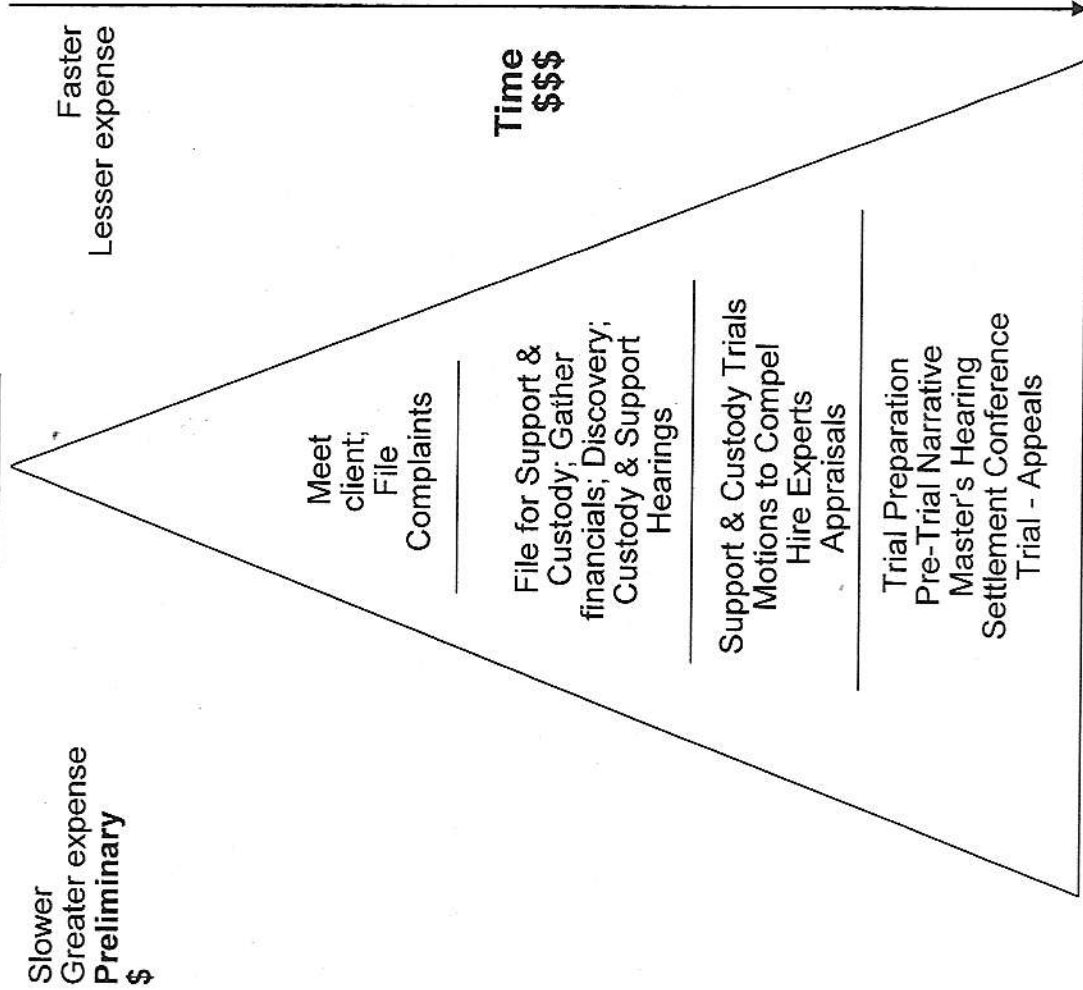 Slower
Greater expense
Preliminary
$
Faster
Lesser expense
Time
$$$
Meet
client;
File
Complaints
File for Support &
Custody; Gather
financials; Discovery;
Custody & Support
Hearings
Support & Custody Trials
Motions to Compel
Hire Experts
Appraisals
Trial Preparation
Pre-Trial Narrative
Master's Hearing
Settlement Conference
Trial - Appeals